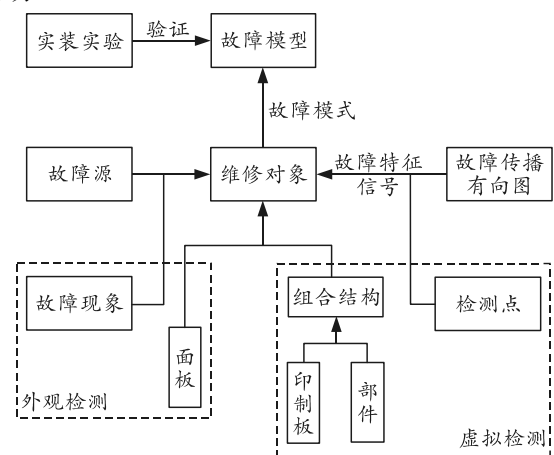 实装实验
验证
故障模型
故障模式
故障源
维修对象
故障特征
信号
故障传播
有向图
故障现象
组合结构
检测点
面板
印制板
部件
外观检测
虚拟检测